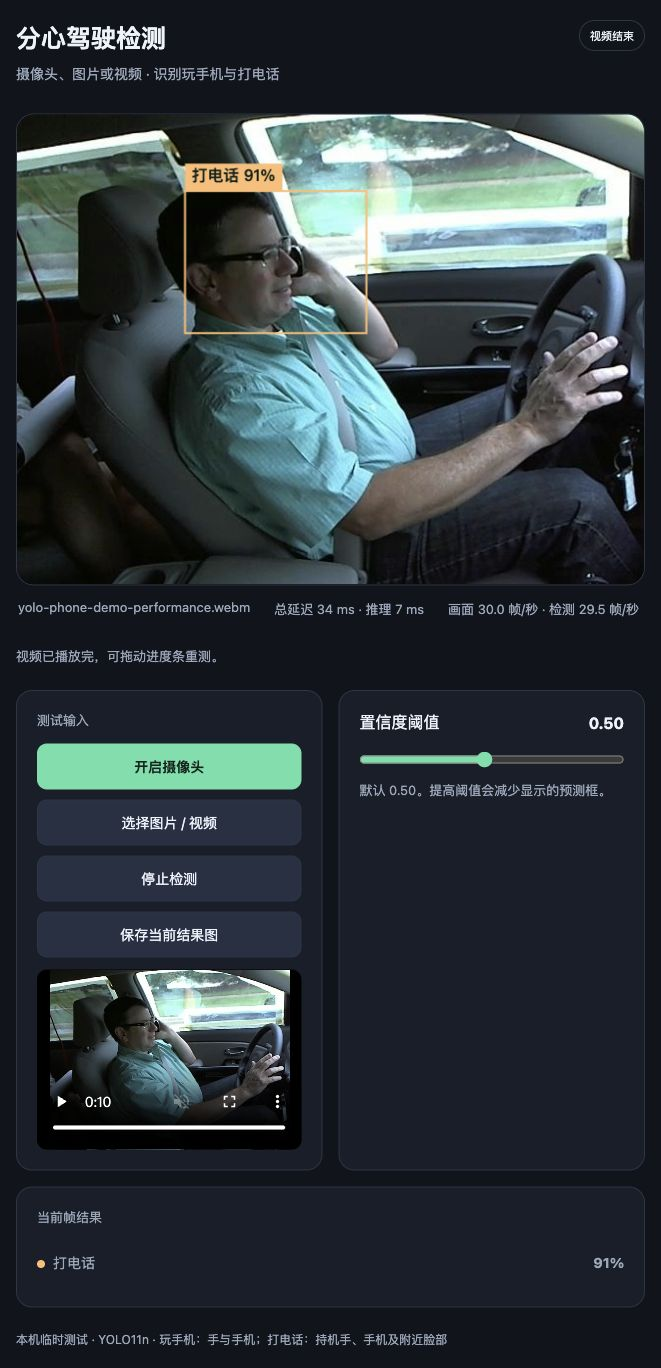 分心驾驶检测
视频结束
摄像头、图片或视频 · 识别玩手机与打电话
打电话 91%
yolo-phone-demo-performance.webm
总延迟 34 ms · 推理 7 ms
画面 30.0 帧/秒 · 检测 29.5 帧/秒
视频已播放完，可拖动进度条重测。
测试输入
开启摄像头
选择图片 / 视频
停止检测
保存当前结果图
0:10
置信度阈值
0.50
默认 0.50。提高阈值会减少显示的预测框。
当前帧结果
打电话
91%
本机临时测试 · YOLO11n · 玩手机：手与手机；打电话：持机手、手机及附近脸部